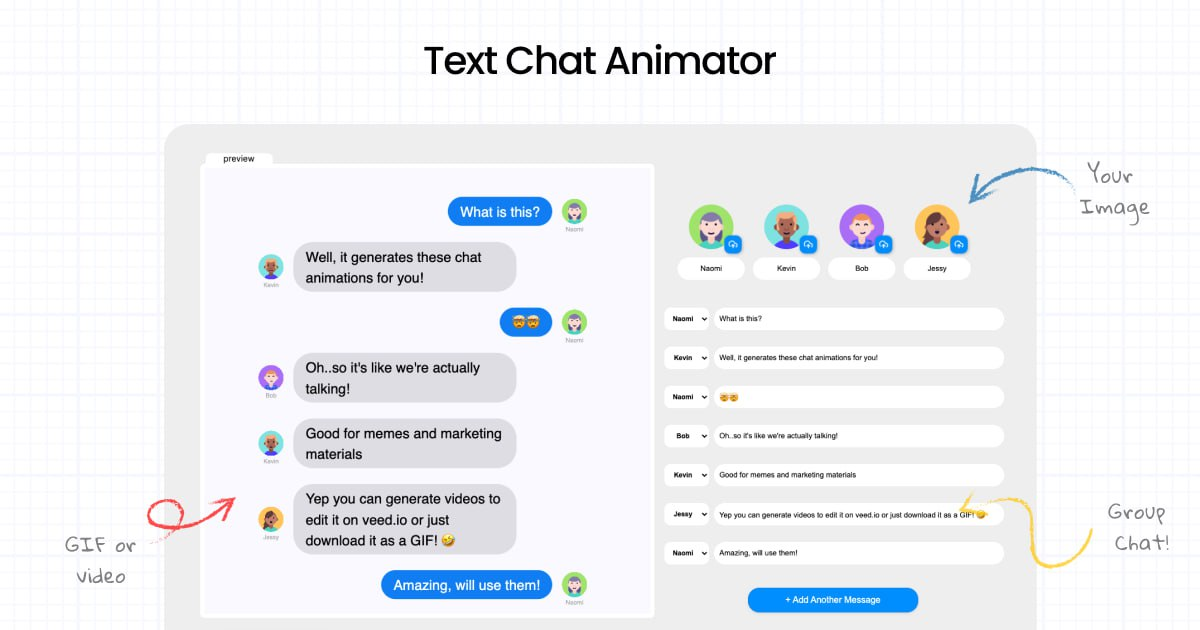 Text Chat Animator
preview
What is this?
Naomi
Well, it generates these chat
animations for you!
Kevin
🤯🤯
Naomi
Oh..so it's like we're actually
talking!
Bob
Good for memes and marketing
materials
Kevin
Yep you can generate videos to
edit it on veed.io or just
download it as a GIF! 🤣
Jessy
Amazing, will use them!
Naomi
GIF or
video
Your
Image
Naomi Kevin Bob Jessy
Naomi What is this?
Kevin Well, it generates these chat animations for you!
Naomi 🤯🤯
Bob Oh..so it's like we're actually talking!
Kevin Good for memes and marketing materials
Jessy Yep you can generate videos to edit it on veed.io or just download it as a GIF! 🤣
Naomi Amazing, will use them!
+ Add Another Message
Group
Chat!